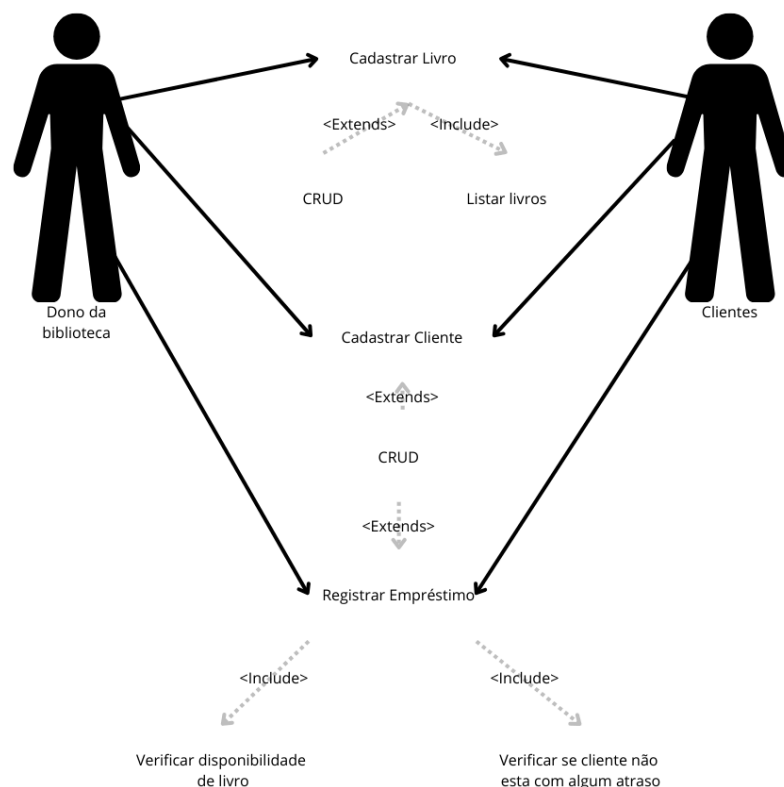 Cadastrar Livro
<Extends>
<Include>
CRUD
Listar livros
Dono da
biblioteca
Clientes
Cadastrar Cliente
<Extends>
CRUD
<Extends>
Registrar Empréstimo
<Include>
<Include>
Verificar disponibilidade
de livro
Verificar se cliente não
esta com algum atraso